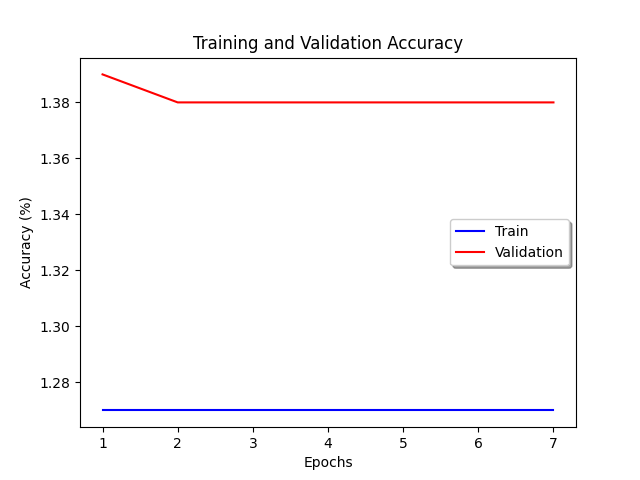 Training and Validation Accuracy
Accuracy (%)
1.38
1.36
1.34
1.32
1.30
1.28
Train
Validation
1 2 3 4 5 6 7
Epochs